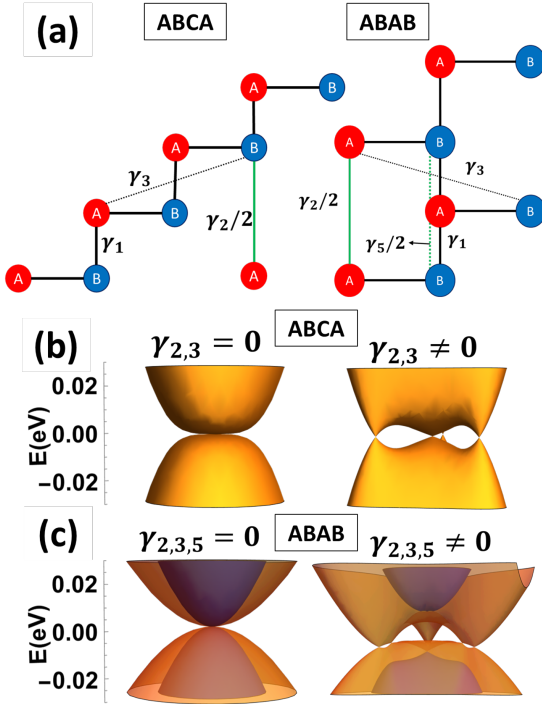 (a)
ABCA
ABAB
A
B
A
B
A
B
A
B
A
γ₃
γ₁
γ₂/2
A
B
A
B
A
B
A
B
γ₃
γ₂/2
γ₅/2
γ₁
(b)
ABCA
γ₂,₃ = 0
γ₂,₃ ≠ 0
E(eV)
0.02
0.00
−0.02
(c)
ABAB
γ₂,₃,₅ = 0
γ₂,₃,₅ ≠ 0
E(eV)
0.02
0.00
−0.02